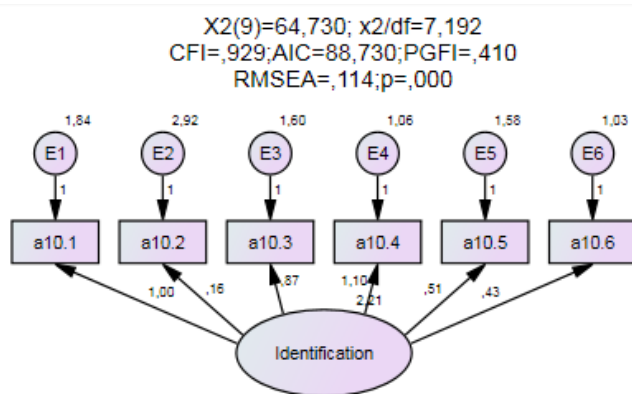 X2(9)=64,730; x2/df=7,192
CFI=,929;AIC=88,730;PGFI=,410
RMSEA=,114;p=,000
1,84 2,92 1,60 1,06 1,58 1,03
E1 E2 E3 E4 E5 E6
1 1 1 1 1 1
a10.1 a10.2 a10.3 a10.4 a10.5 a10.6
1,00 ,16 ,87 1,10 ,51 ,43
2,21
Identification